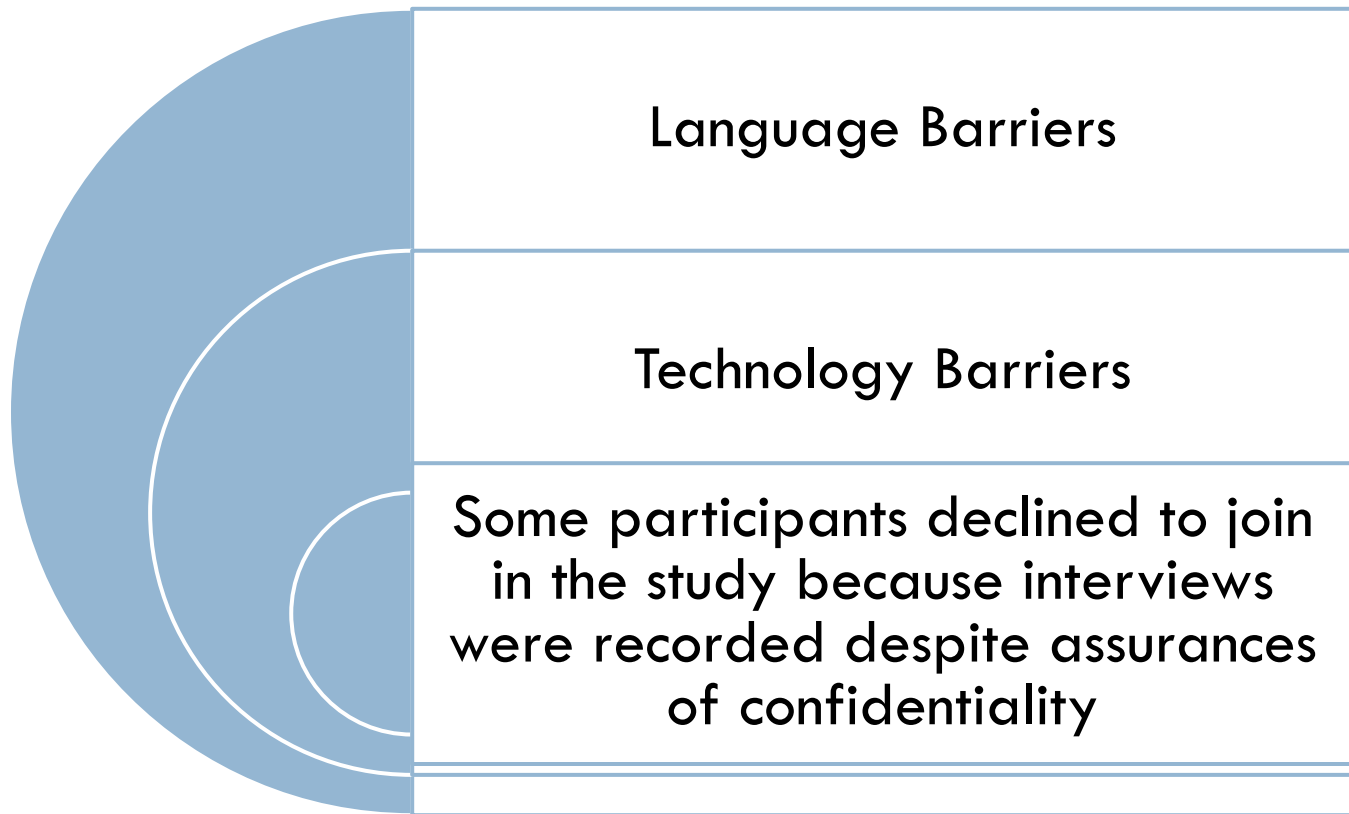 Language Barriers
Technology Barriers
Some participants declined to join
in the study because interviews
were recorded despite assurances
of confidentiality